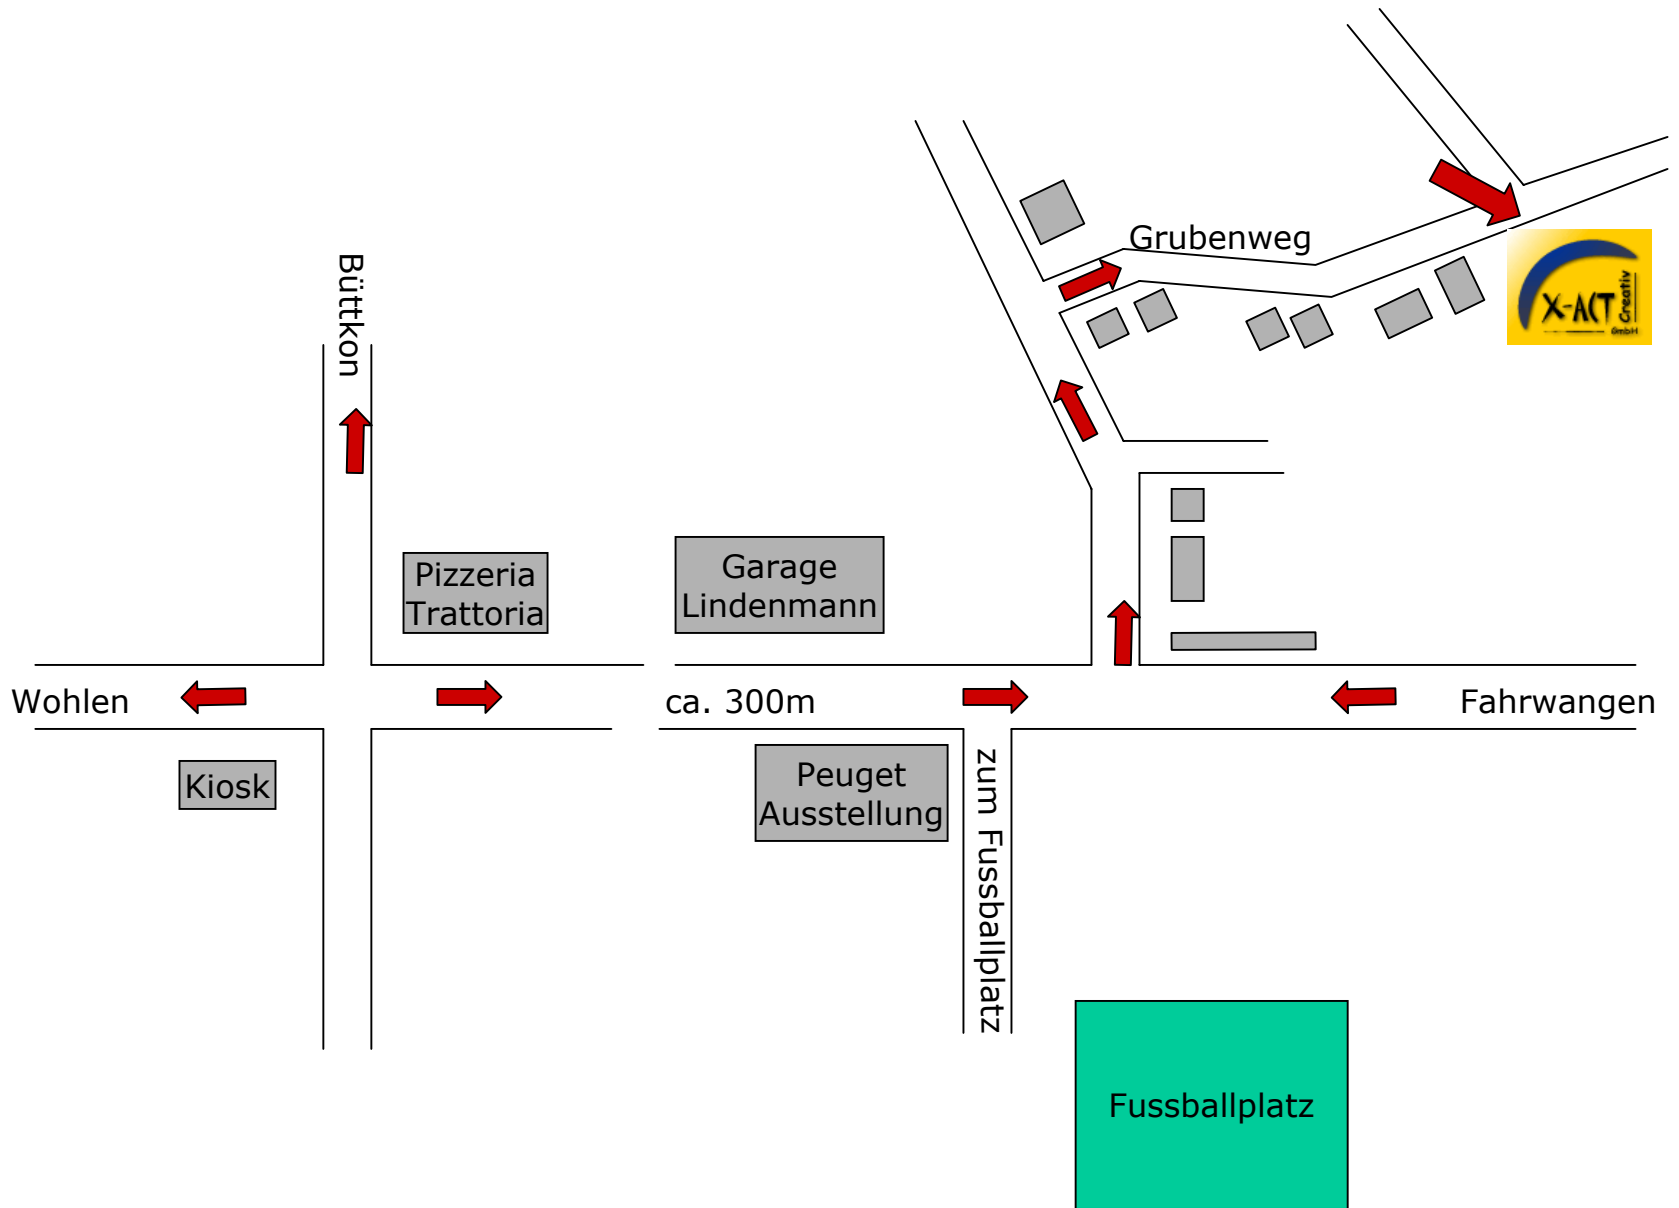 Grubenweg
X-ACT
Creativ
GmbH
Büttkon
Pizzeria
Trattoria
Garage
Lindenmann
Wohlen
ca. 300m
Fahrwangen
Kiosk
Peuget
Ausstellung
zum Fussballplatz
Fussballplatz